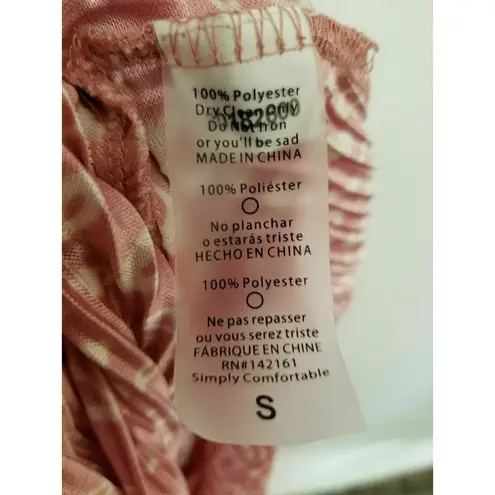 100% Polyester
Dry Clean Only
Do Not Iron
or you'll be sad
MADE IN CHINA
100% Poliéster
No planchar
o estarás triste
HECHO EN CHINA
100% Polyester
Ne pas repasser
ou vous serez triste
FÁBRIQUE EN CHINE
RN#142161
Simply Comfortable
S